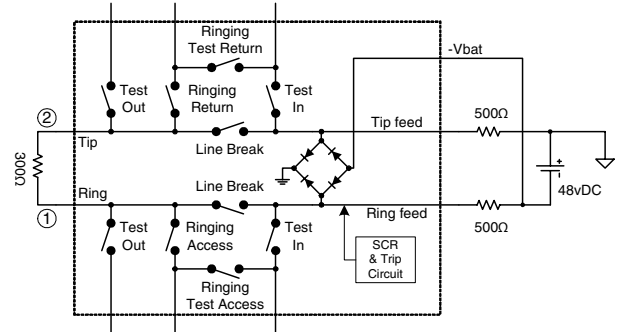 Ringing
Test Return
-Vbat
Test
Out
Ringing
Return
Test
In
500Ω
②
Tip
Line Break
Tip feed
+
48vDC
300Ω
Line Break
Ring
Ring feed
①
500Ω
Test
Out
Ringing
Access
Test
In
SCR
& Trip
Circuit
Ringing
Test Access